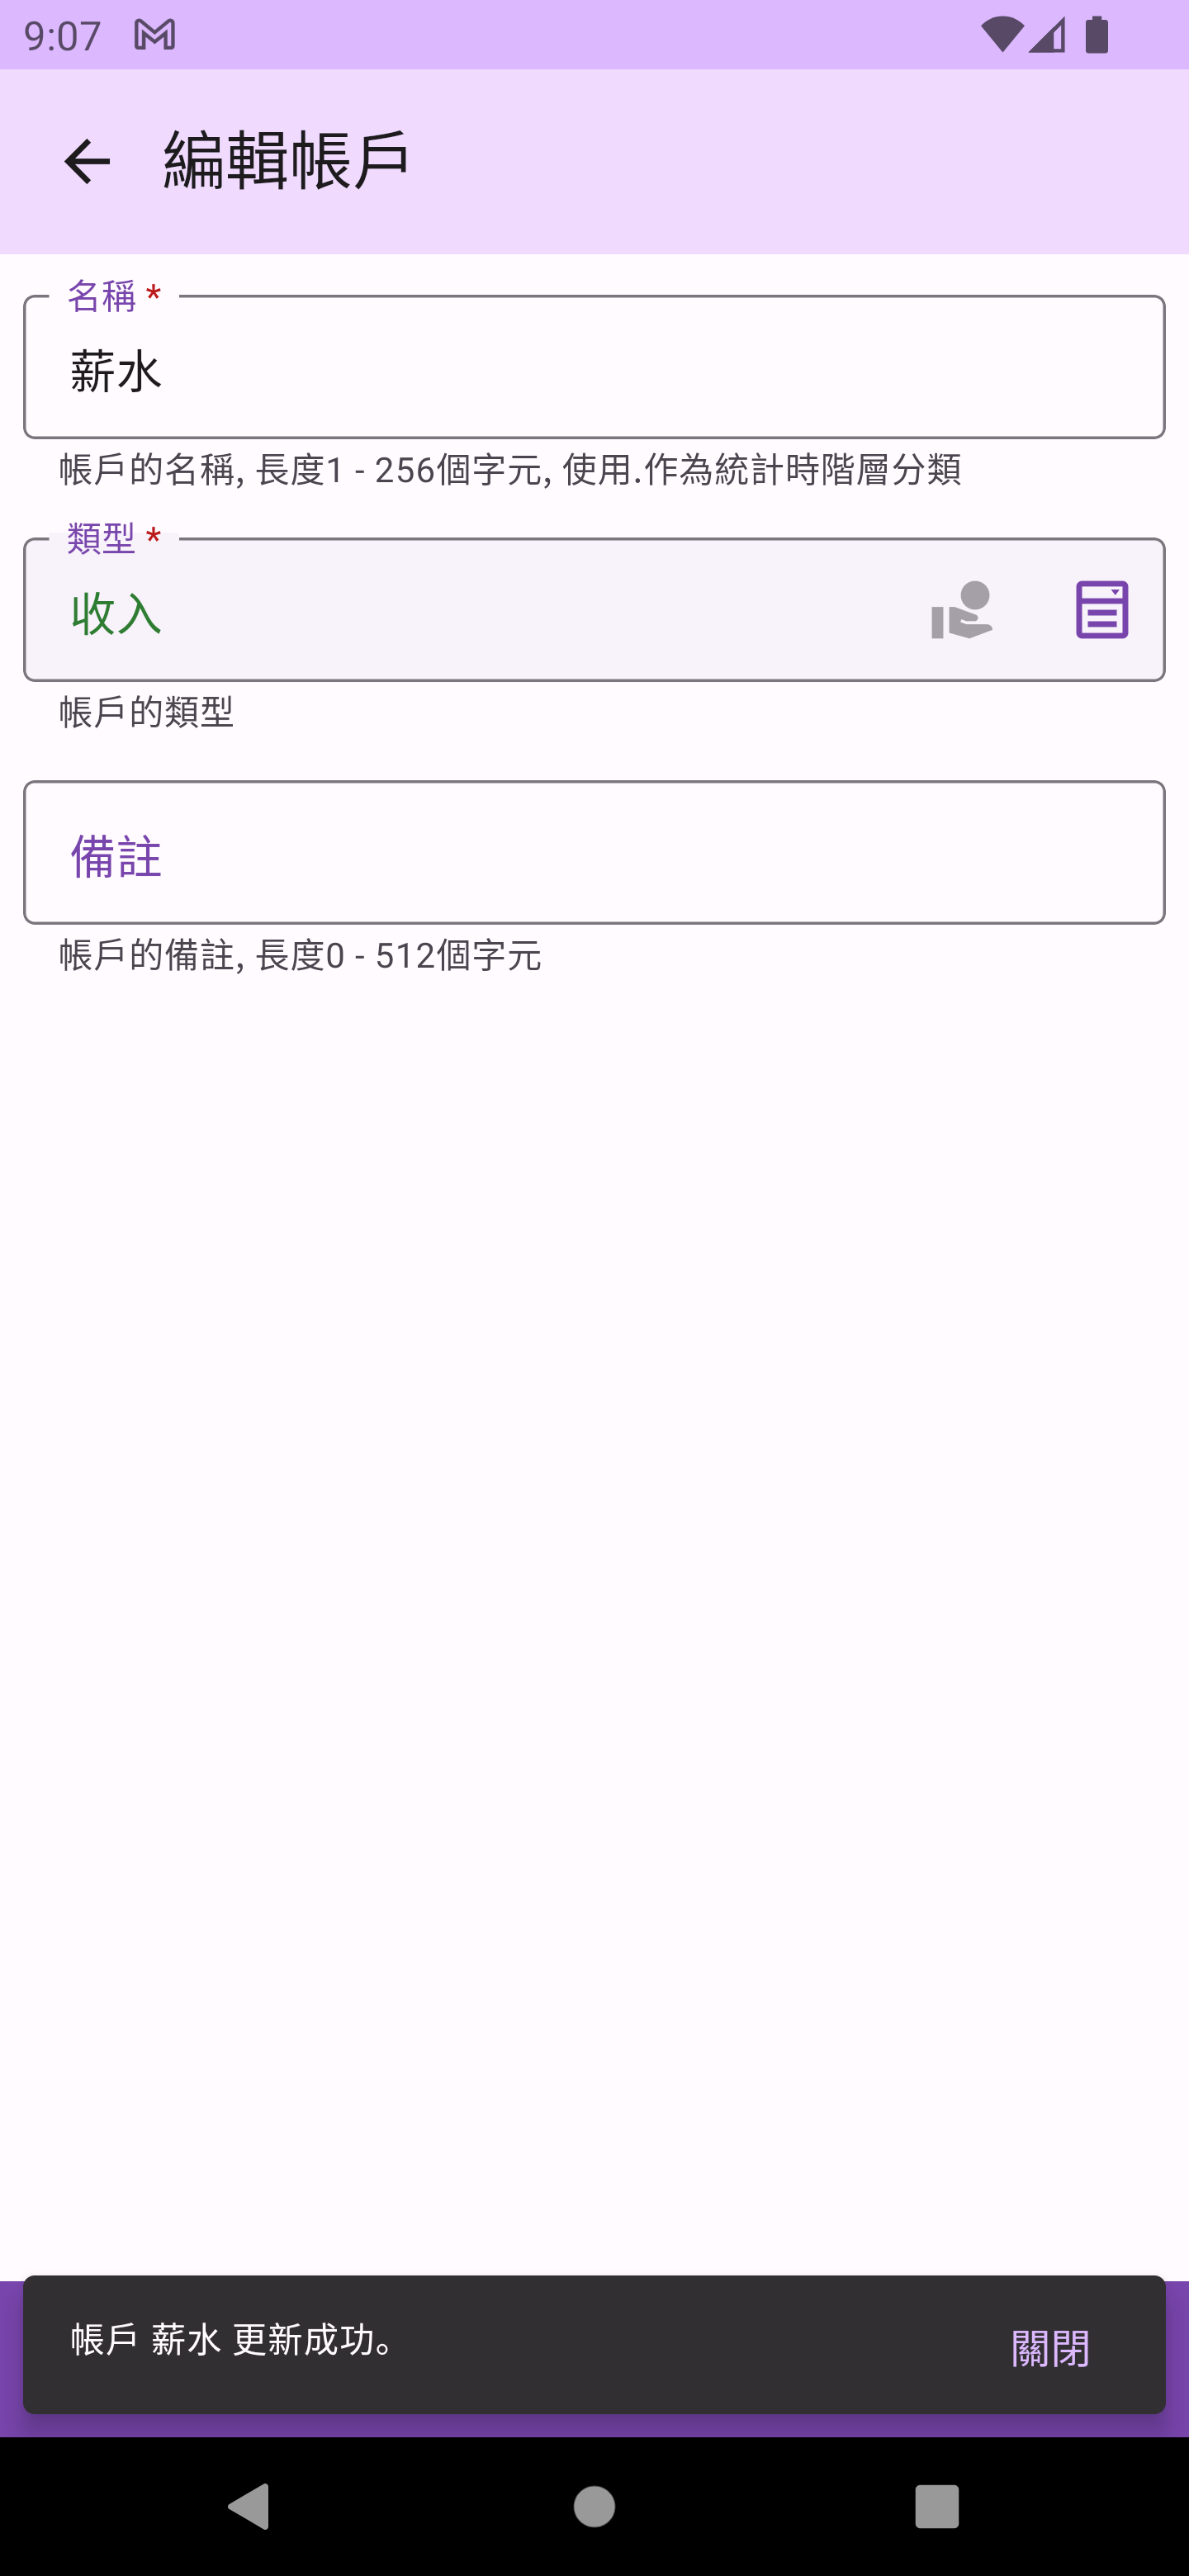 9:07
編輯帳戶
名稱 *
薪水
帳戶的名稱, 長度1 - 256個字元, 使用.作為統計時階層分類
類型 *
收入
帳戶的類型
備註
帳戶的備註, 長度0 - 512個字元
帳戶 薪水 更新成功。
關閉